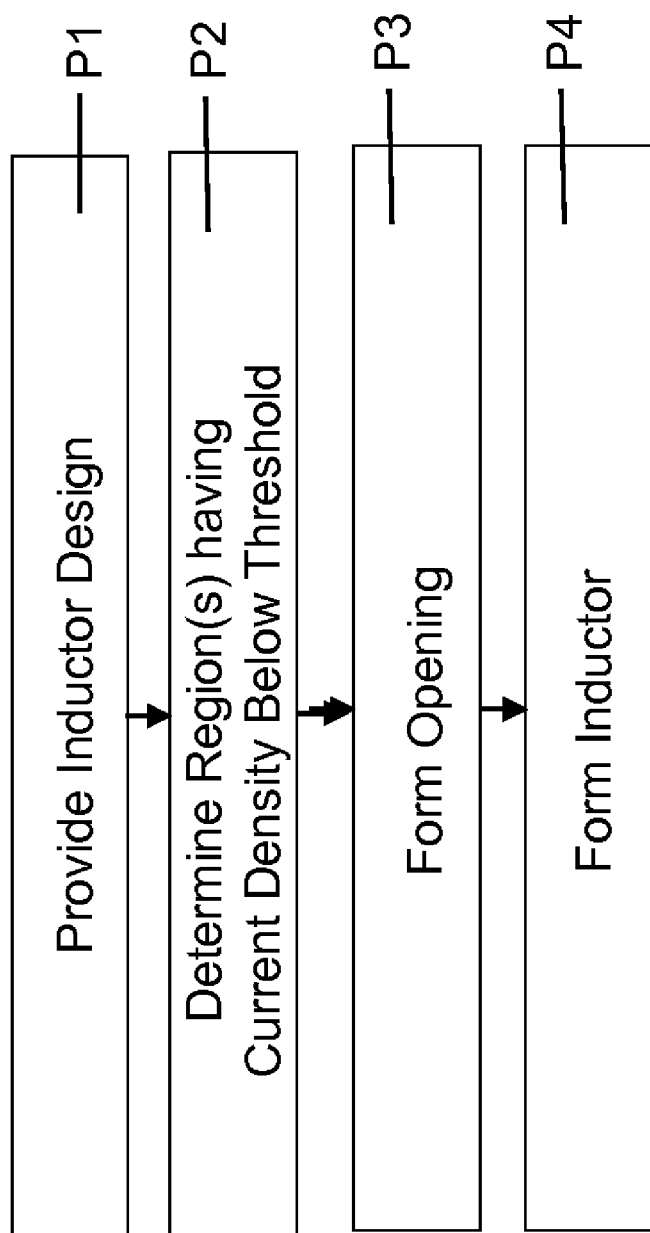 Provide Inductor Design
P1
Determine Region(s) having
Current Density Below Threshold
P2
Form Opening
P3
Form Inductor
P4